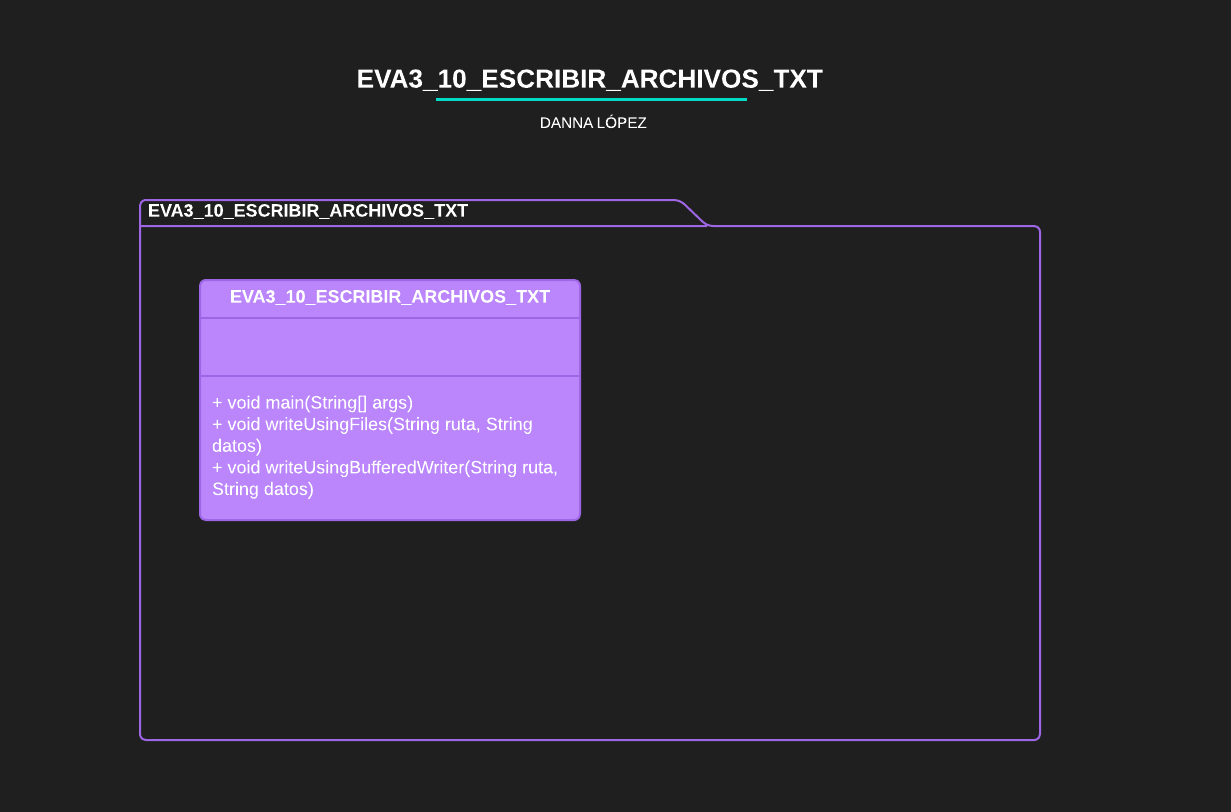 EVA3_10_ESCRIBIR_ARCHIVOS_TXT
DANNA LÓPEZ
EVA3_10_ESCRIBIR_ARCHIVOS_TXT
EVA3_10_ESCRIBIR_ARCHIVOS_TXT
+ void main(String[] args)
+ void writeUsingFiles(String ruta, String
datos)
+ void writeUsingBufferedWriter(String ruta,
String datos)